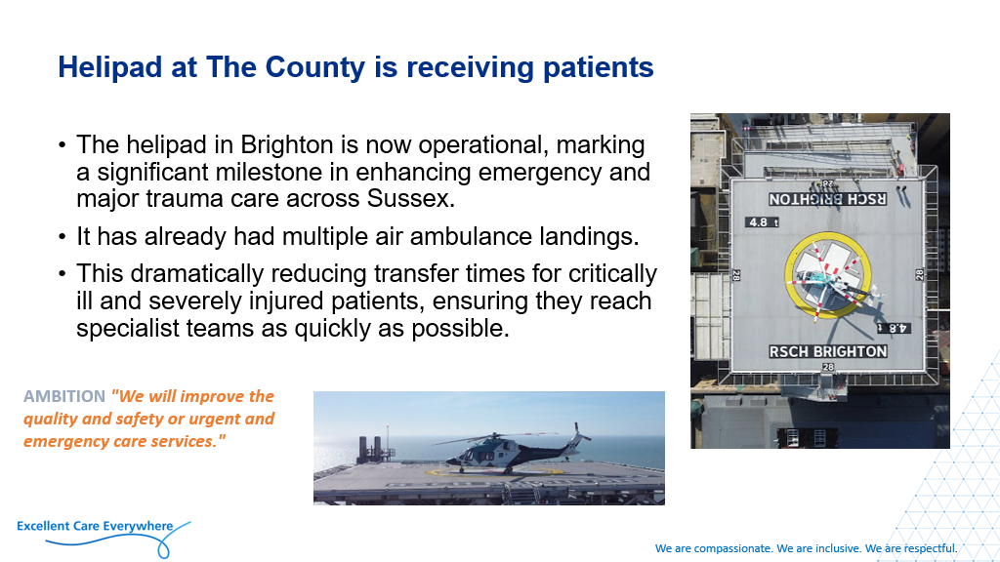 Helipad at The County is receiving patients
• The helipad in Brighton is now operational, marking
a significant milestone in enhancing emergency and
major trauma care across Sussex.
• It has already had multiple air ambulance landings.
• This dramatically reducing transfer times for critically
ill and severely injured patients, ensuring they reach
specialist teams as quickly as possible.
28
RSCH BRIGHTON
4.8 t
28
28
4.8 t
RSCH BRIGHTON
28
AMBITION "We will improve the
quality and safety or urgent and
emergency care services."
Excellent Care Everywhere
We are compassionate. We are inclusive. We are respectful.